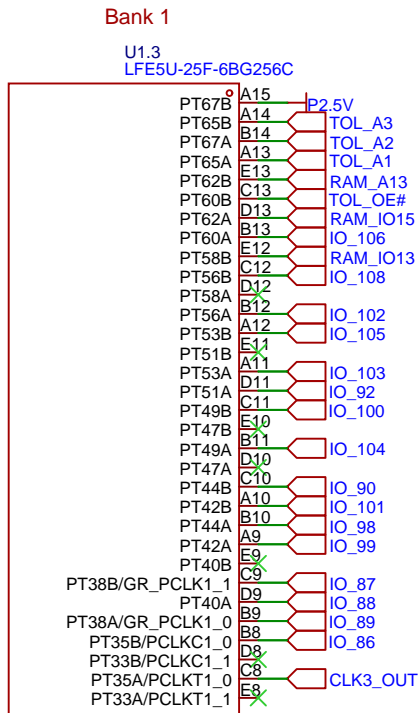 Bank 1
U1.3
LFE5U-25F-6BG256C
PT67B A15 P2.5V
PT65B A14 TOL_A3
PT67A B14 TOL_A2
PT65A A13 TOL_A1
PT62B E13 RAM_A13
PT60B C13 TOL_OE#
PT62A D13 RAM_IO15
PT60A B13 IO_106
PT58B E12 RAM_IO13
PT56B C12 IO_108
PT58A D12
PT56A B12 IO_102
PT53B A12 IO_105
PT51B E11
PT53A A11 IO_103
PT51A D11 IO_92
PT49B C11 IO_100
PT47B E10
PT49A B11 IO_104
PT47A D10
PT44B C10 IO_90
PT42B A10 IO_101
PT44A B10 IO_98
PT42A A9 IO_99
PT40B E9
PT38B/GR_PCLK1_1 C9 IO_87
PT40A D9 IO_88
PT38A/GR_PCLK1_0 B9 IO_89
PT35B/PCLKC1_0 B8 IO_86
PT33B/PCLKC1_1 D8
PT35A/PCLKT1_0 C8 CLK3_OUT
PT33A/PCLKT1_1 E8